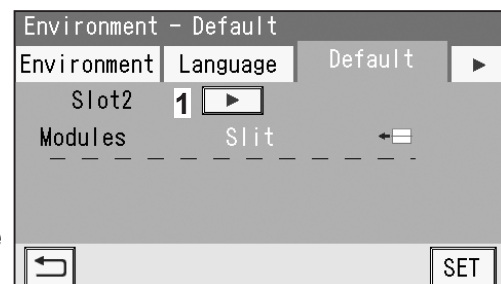 Environment - Default
Environment Language Default ►
Slot2 1 ►
Modules Slit
SET